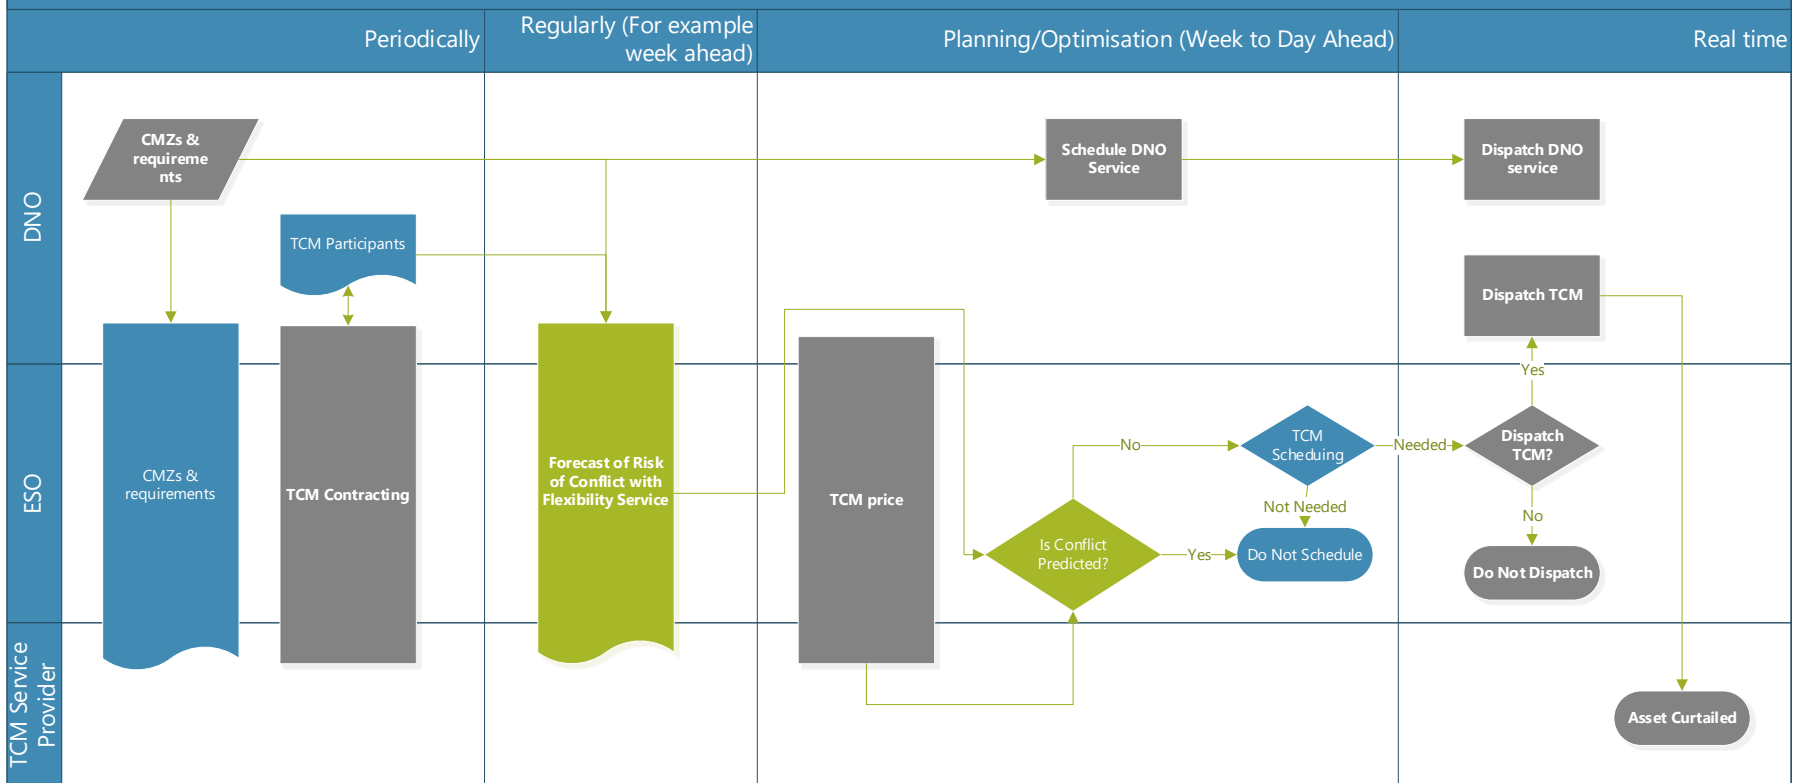 Periodically
Regularly (For example
week ahead)
Planning/Optimisation (Week to Day Ahead)
Real time
DNO
CMZs &
requireme
nts
Schedule DNO
Service
Dispatch DNO
service
TCM Participants
Dispatch TCM
Yes
ESO
CMZs &
requirements
TCM Contracting
Forecast of Risk
of Conflict with
Flexibility Service
TCM price
No
TCM
Scheduing
Needed
Dispatch
TCM?
Not Needed
No
Is Conflict
Predicted?
Yes
Do Not Schedule
Do Not Dispatch
TCM Service
Provider
Asset Curtailed